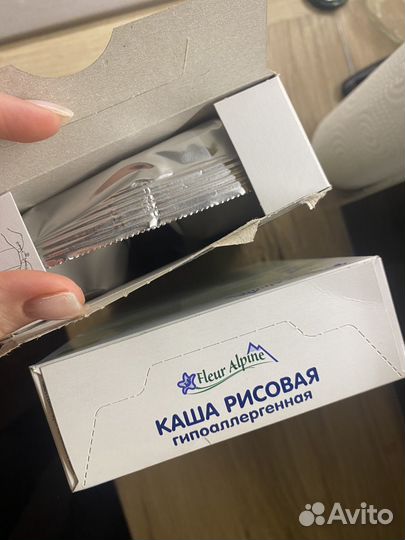 Fleur Alpine
КАША РИСОВАЯ
гипоаллергенная
Avito